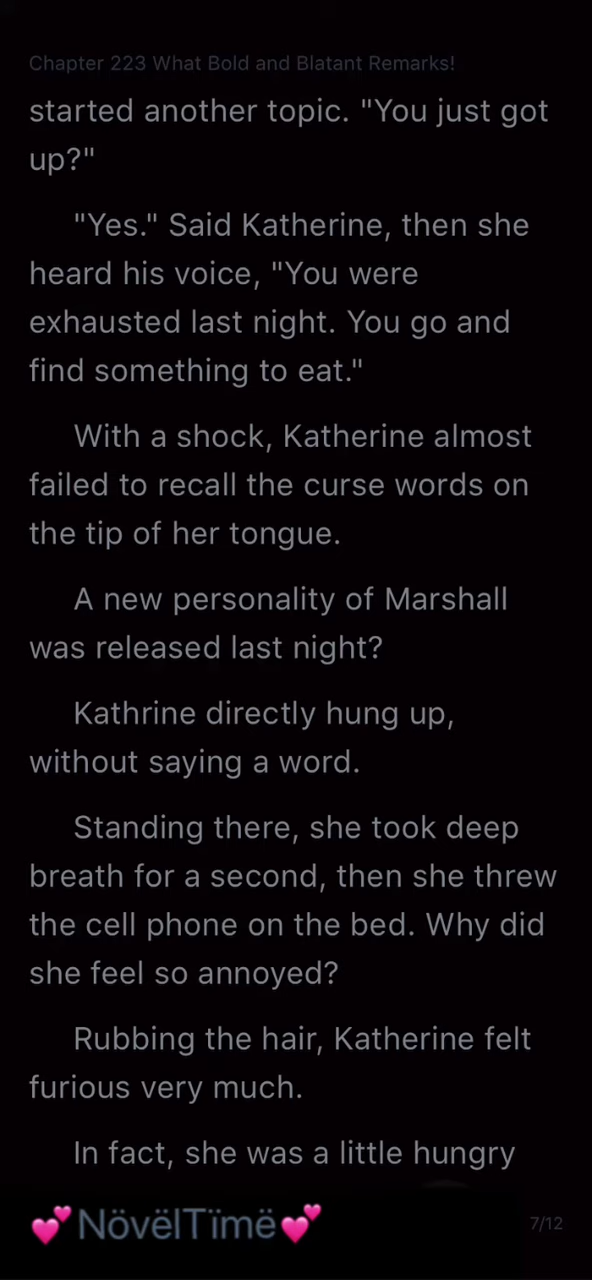 Chapter 223 What Bold and Blatant Remarks!
started another topic. "You just got
up?"
"Yes." Said Katherine, then she
heard his voice, "You were
exhausted last night. You go and
find something to eat."
With a shock, Katherine almost
failed to recall the curse words on
the tip of her tongue.
A new personality of Marshall
was released last night?
Kathrine directly hung up,
without saying a word.
Standing there, she took deep
breath for a second, then she threw
the cell phone on the bed. Why did
she feel so annoyed?
Rubbing the hair, Katherine felt
furious very much.
In fact, she was a little hungry
💕NövëlTïmë💕
7/12